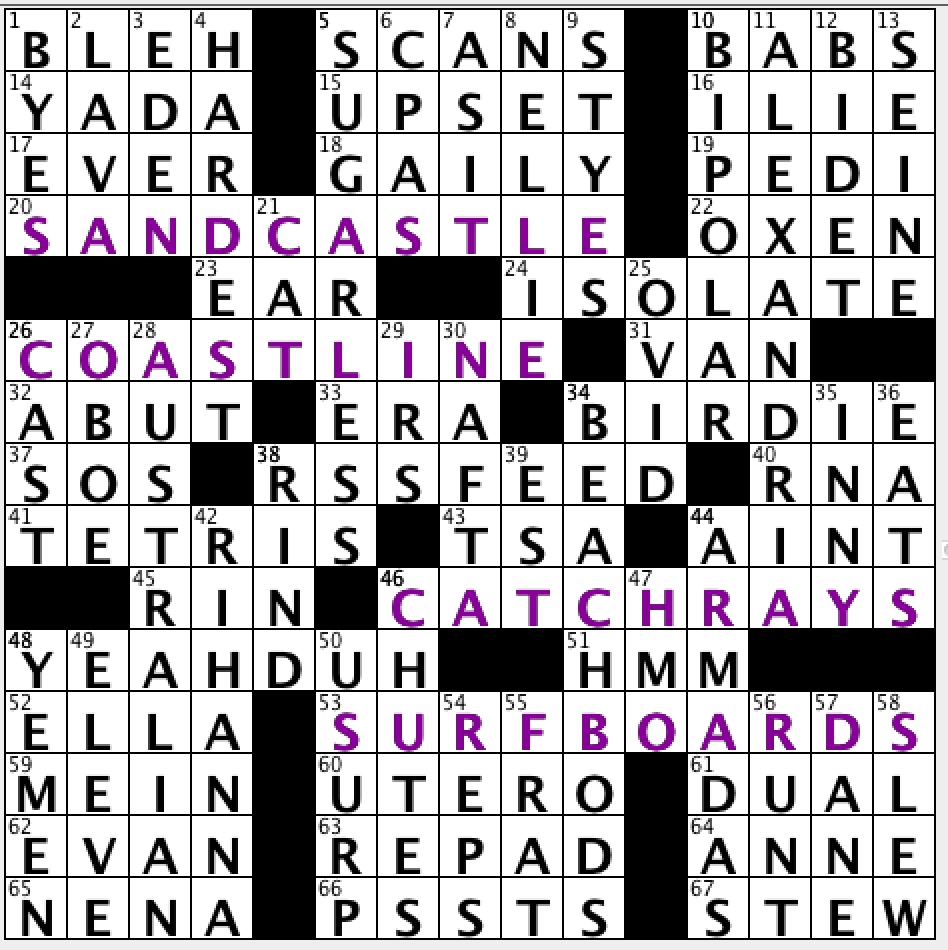 1 2 3 4 5 6 7 8 9 10 11 12 13
B L E H S C A N S B A B S
14 15 16
Y A D A U P S E T I L I E
17 18 19
E V E R G A I L Y P E D I
20 21 22
S A N D C A S T L E O X E N
23 24 25
E A R I S O L A T E
26 27 28 29 30 31
C O A S T L I N E V A N
32 33 34 35 36
A B U T E R A B I R D I E
37 38 39 40
S O S R S S F E E D R N A
41 42 43 44
T E T R I S T S A A I N T
45 46 47
R I N C A T C H R A Y S
48 49 50 51
Y E A H D U H H M M
52 53 54 55 56 57 58
E L L A S U R F B O A R D S
59 60 61
M E I N U T E R O D U A L
62 63 64
E V A N R E P A D A N N E
65 66 67
N E N A P S S T S S T E W